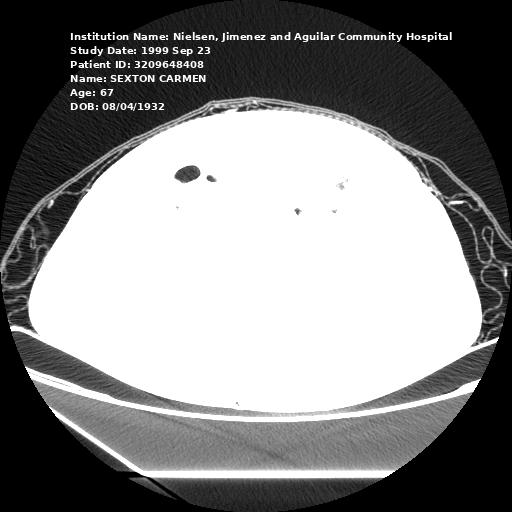 Institution Name: Nielsen, Jimenez and Aguilar Community Hospital
Study Date: 1999 Sep 23
Patient ID: 3209648408
Name: SEXTON CARMEN
Age: 67
DOB: 08/04/1932